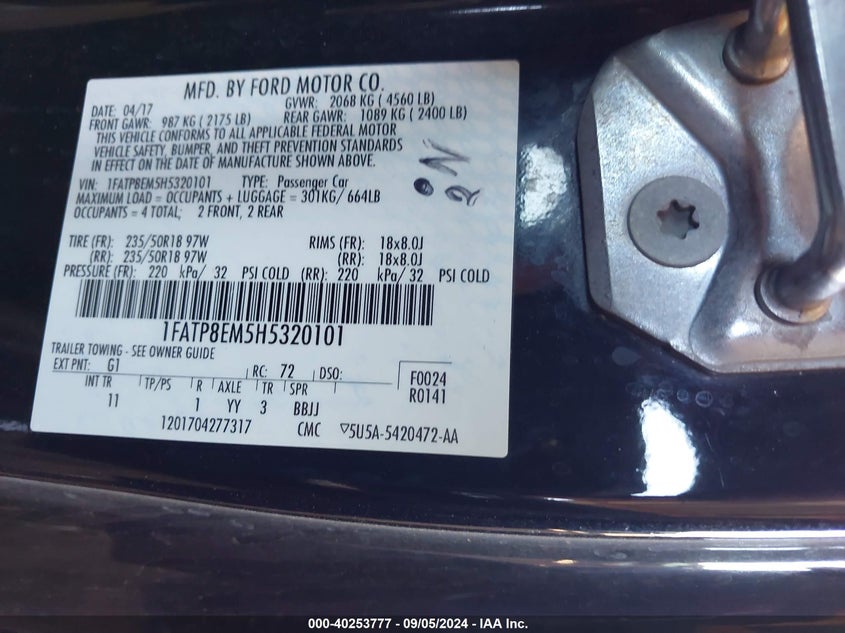 MFD. BY FORD MOTOR CO.
DATE: 04/17 GVWR: 2068 KG ( 4560 LB)
FRONT GAWR: 987 KG ( 2175 LB) REAR GAWR: 1089 KG ( 2400 LB)
THIS VEHICLE CONFORMS TO ALL APPLICABLE FEDERAL MOTOR
VEHICLE SAFETY, BUMPER, AND THEFT PREVENTION STANDARDS
IN EFFECT ON THE DATE OF MANUFACTURE SHOWN ABOVE.
VIN: 1FATP8EM5H5320101 TYPE: Passenger Car
MAXIMUM LOAD = OCCUPANTS + LUGGAGE = 301KG/ 664LB
OCCUPANTS = 4 TOTAL; 2 FRONT, 2 REAR
TIRE (FR): 235/50R18 97W RIMS (FR): 18x8.0J
(RR): 235/50R18 97W (RR): 18x8.0J
PRESSURE (FR): 220 kPa/ 32 PSI COLD (RR): 220 kPa/ 32 PSI COLD
1FATP8EM5H5320101
TRAILER TOWING - SEE OWNER GUIDE
EXT PNT: G1 RC: 72 DSO: F0024
INT TR TP/PS R AXLE TR SPR R0141
11 1 YY 3 BBJJ
1201704277317 CMC ▽5U5A-5420472-AA
000-40253777 - 09/05/2024 - IAA Inc.